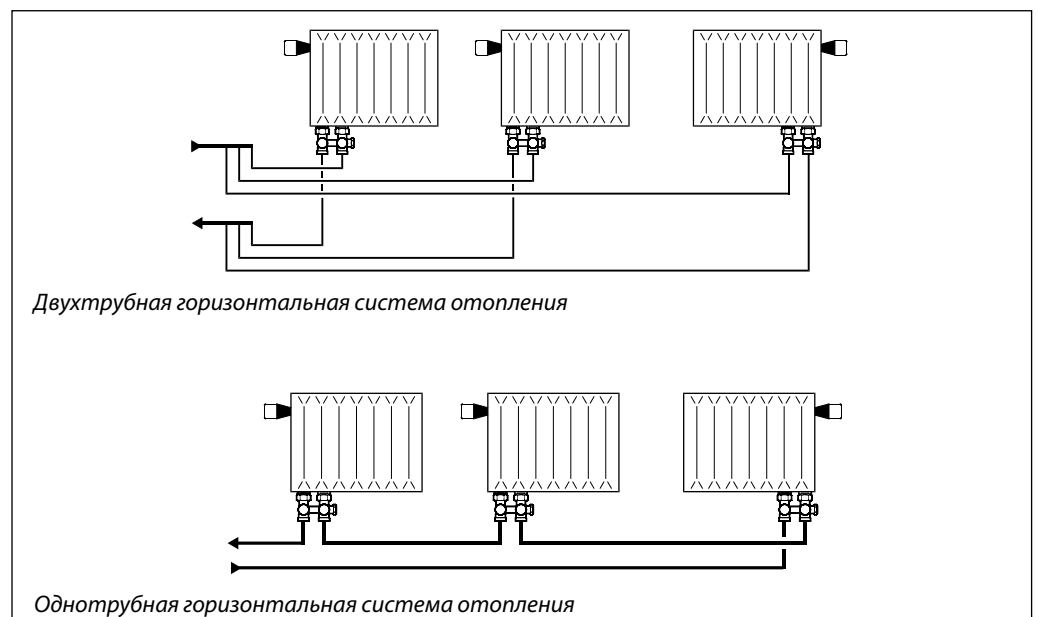 Двухтрубная горизонтальная система отопления
Однотрубная горизонтальная система отопления